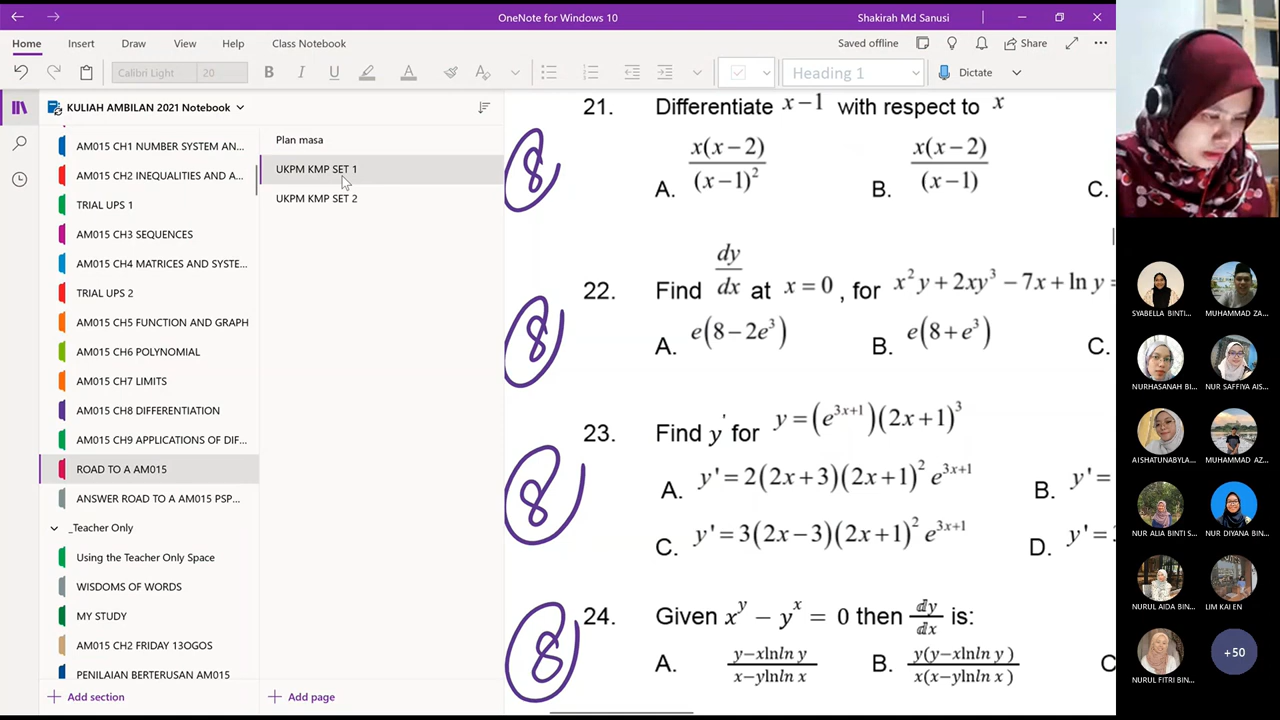 OneNote for Windows 10
Shakirah Md Sanusi
Home Insert Draw View Help Class Notebook
Saved offline
Share
Calibri Light 20
B I U
Heading 1
Dictate
KULIAH AMBILAN 2021 Notebook
AM015 CH1 NUMBER SYSTEM AN...
AM015 CH2 INEQUALITIES AND A...
TRIAL UPS 1
AM015 CH3 SEQUENCES
AM015 CH4 MATRICES AND SYSTE...
TRIAL UPS 2
AM015 CH5 FUNCTION AND GRAPH
AM015 CH6 POLYNOMIAL
AM015 CH7 LIMITS
AM015 CH8 DIFFERENTIATION
AM015 CH9 APPLICATIONS OF DIF...
ROAD TO A AM015
ANSWER ROAD TO A AM015 PSP...
_Teacher Only
Using the Teacher Only Space
WISDOMS OF WORDS
MY STUDY
AM015 CH2 FRIDAY 13OGOS
PENILAIAN BERTERUSAN AM015
Add section
Plan masa
UKPM KMP SET 1
UKPM KMP SET 2
Add page
21. Differentiate x−1 with respect to x
8
A. x(x−2)/(x−1)² B. x(x−2)/(x−1) C.
22. Find dy/dx at x=0, for x²y+2xy³−7x+ln y=
8
A. e(8−2e³) B. e(8+e³) C.
23. Find y' for y=(e³ˣ⁺¹)(2x+1)³
8
A. y'=2(2x+3)(2x+1)²e³ˣ⁺¹ B. y'=
C. y'=3(2x−3)(2x+1)²e³ˣ⁺¹ D. y'=
24. Given xʸ − yˣ = 0 then dy/dx is:
8
A. y−xlnln y/x−ylnln x B. y(y−xlnln y)/x(x−ylnln x) C
SYABELLA BINTI...
MUHAMMAD ZA...
NURHASANAH BI...
NUR SAFFIYA AIS...
AISHATUNABYLA...
MUHAMMAD AZ...
NUR ALIA BINTI S...
NUR DIYANA BIN...
NURUL AIDA BIN...
LIM KAI EN
NURUL FITRI BIN...
+50